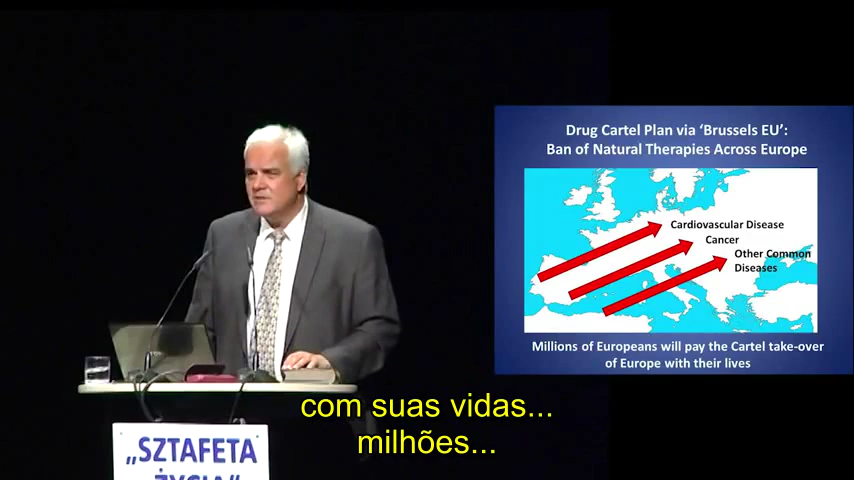 Drug Cartel Plan via ‘Brussels EU’:
Ban of Natural Therapies Across Europe
Cardiovascular Disease
Cancer
Other Common
Diseases
Millions of Europeans will pay the Cartel take-over
of Europe with their lives
com suas vidas...
milhões...
„SZTAFETA
ŻYCIA”